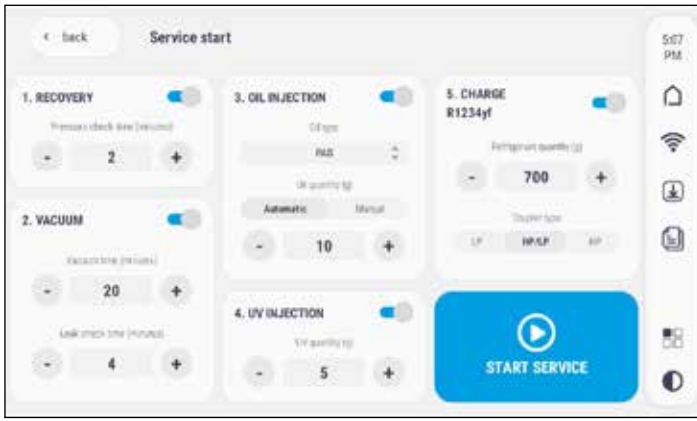 < back
Service start
5:07
PM
1. RECOVERY
Pressure check time (minutes)
- 2 +
2. VACUUM
Vacuum time (minutes)
- 20 +
Leak check time (minutes)
- 4 +
3. OIL INJECTION
Oil type
PAG
Oil quantity (g)
Automatic Manual
- 10 +
4. UV INJECTION
UV quantity (g)
- 5 +
5. CHARGE
R1234yf
Refrigerant quantity (g)
- 700 +
Coupler type
LP HP/LP HP
START SERVICE